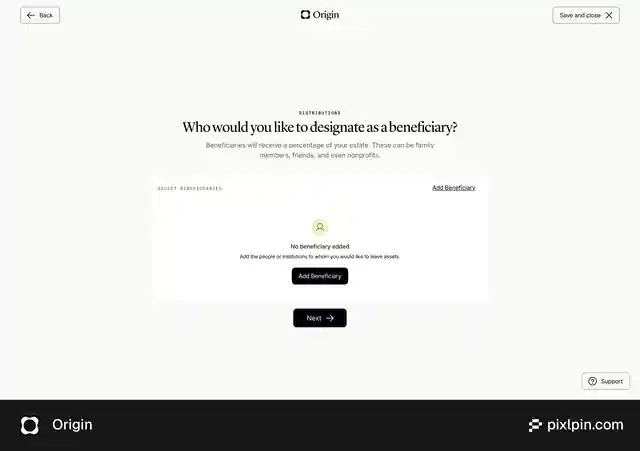 Back
Origin
Save and close
DISTRIBUTIONS
Who would you like to designate as a beneficiary?
Beneficiaries will receive a percentage of your estate. These can be family
members, friends, and even nonprofits.
SELECT BENEFICIARIES
Add Beneficiary
No beneficiary added
Add the people or institutions to whom you would like to leave assets.
Add Beneficiary
Next
Support
Origin
pixlpin.com